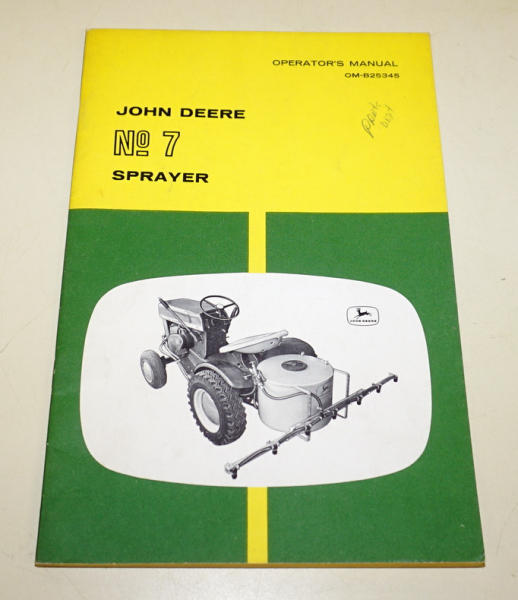 OPERATOR'S MANUAL
OM-B25345
JOHN DEERE
Nº 7
SPRAYER
JOHN DEERE